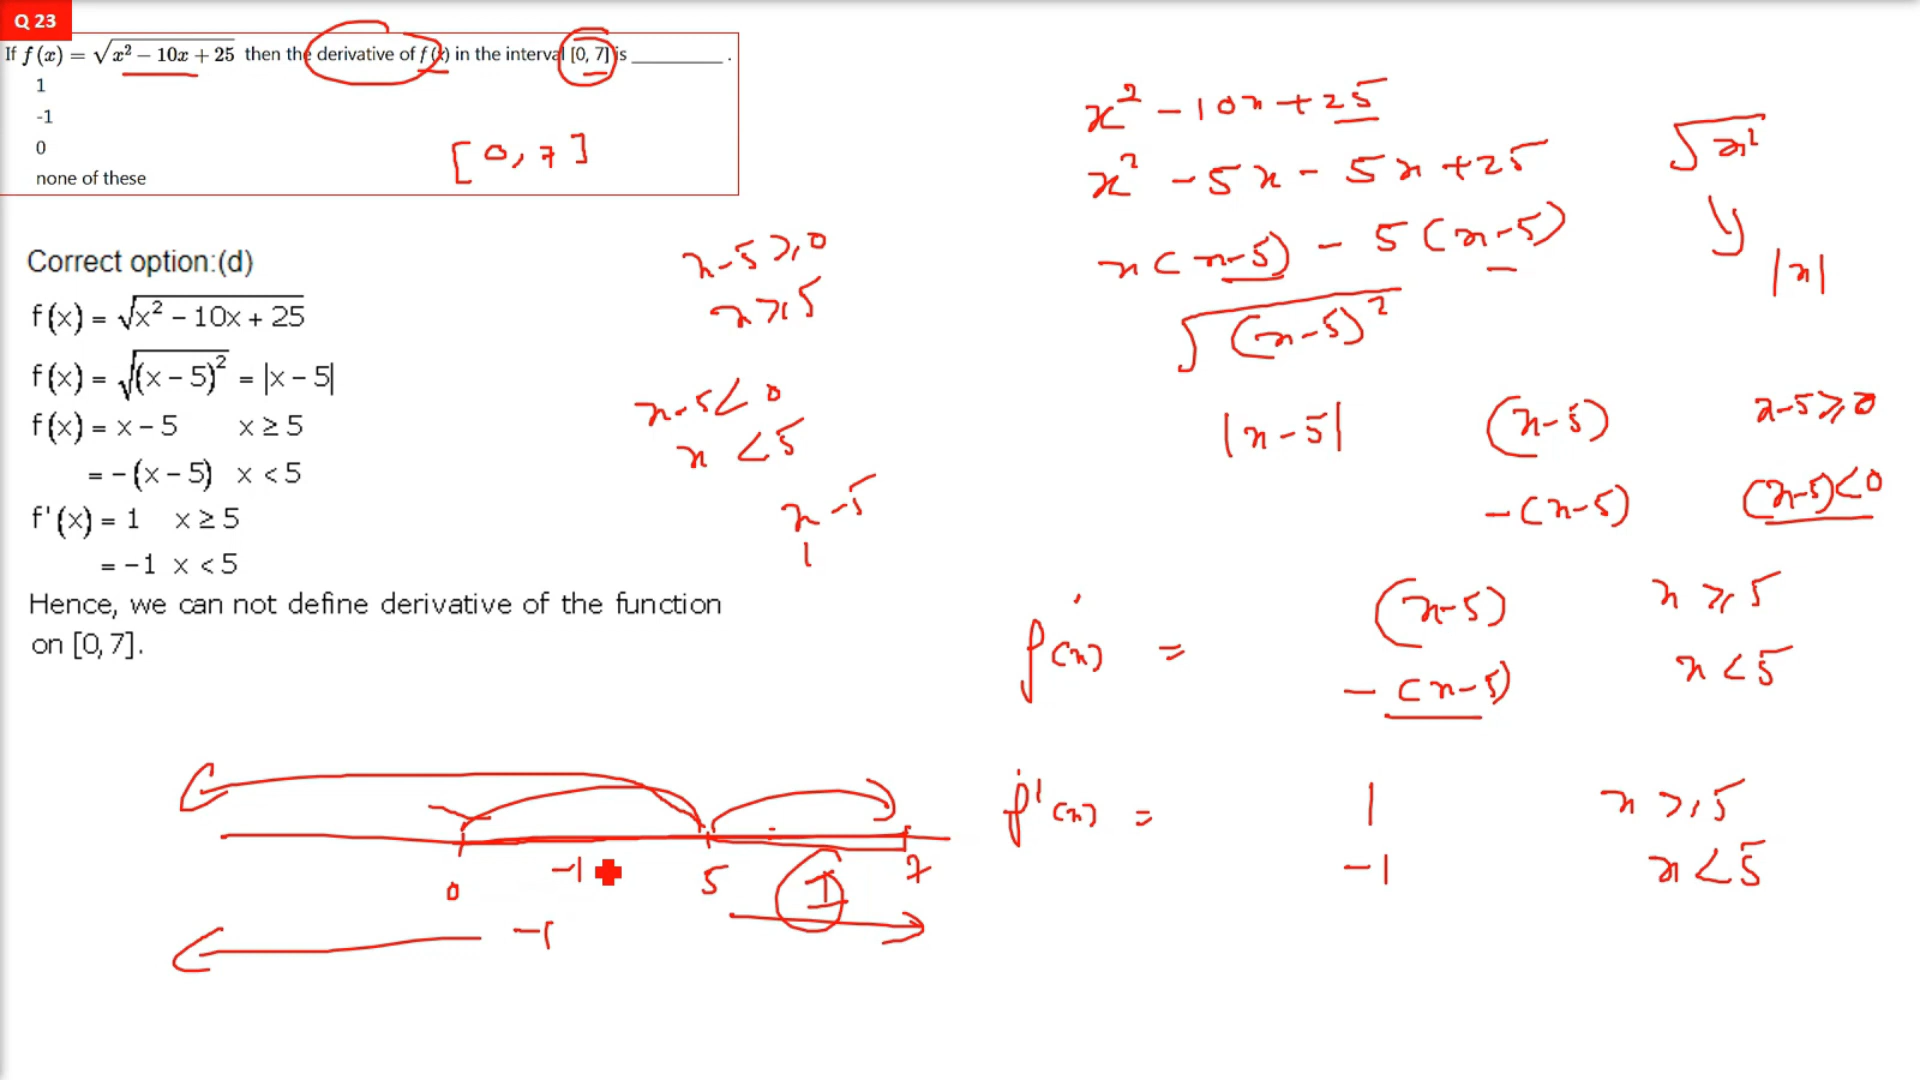 Q 23
If f (x) = √x² − 10x + 25 then the derivative of f (x) in the interval [0, 7] is __________ .
1
-1
0
none of these
[0, 7]
Correct option:(d)
f(x) = √x² − 10x + 25
f(x) = √(x − 5)² = |x − 5|
f(x) = x − 5 x ≥ 5
= −(x − 5) x < 5
f'(x) = 1 x ≥ 5
= −1 x < 5
Hence, we can not define derivative of the function
on [0, 7].
x-5 ≥ 0
x ≥ 5
x-5 < 0
x < 5
x-5
1
x² - 10x + 25
x² - 5x - 5x + 25
x(x-5) - 5(x-5)
√(x-5)²
√x²
y
|x|
|x-5|
(x-5) x-5 ≥ 0
-(x-5) (x-5) < 0
f(x) = (x-5) x ≥ 5
-(x-5) x < 5
f'(x) = 1 x ≥ 5
-1 x < 5
0 -1 5 1 7
-1